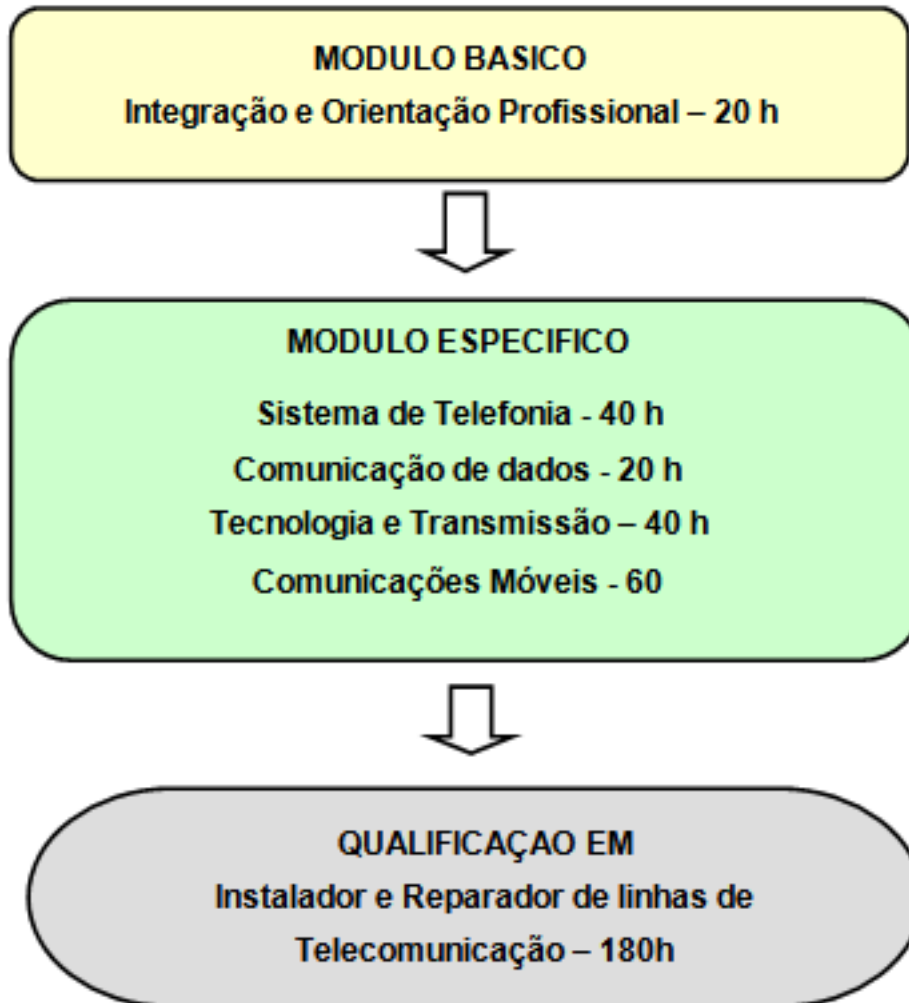 MODULO BASICO
Integração e Orientação Profissional – 20 h
MODULO ESPECIFICO
Sistema de Telefonia - 40 h
Comunicação de dados - 20 h
Tecnologia e Transmissão – 40 h
Comunicações Móveis - 60
QUALIFICAÇAO EM
Instalador e Reparador de linhas de
Telecomunicação – 180h